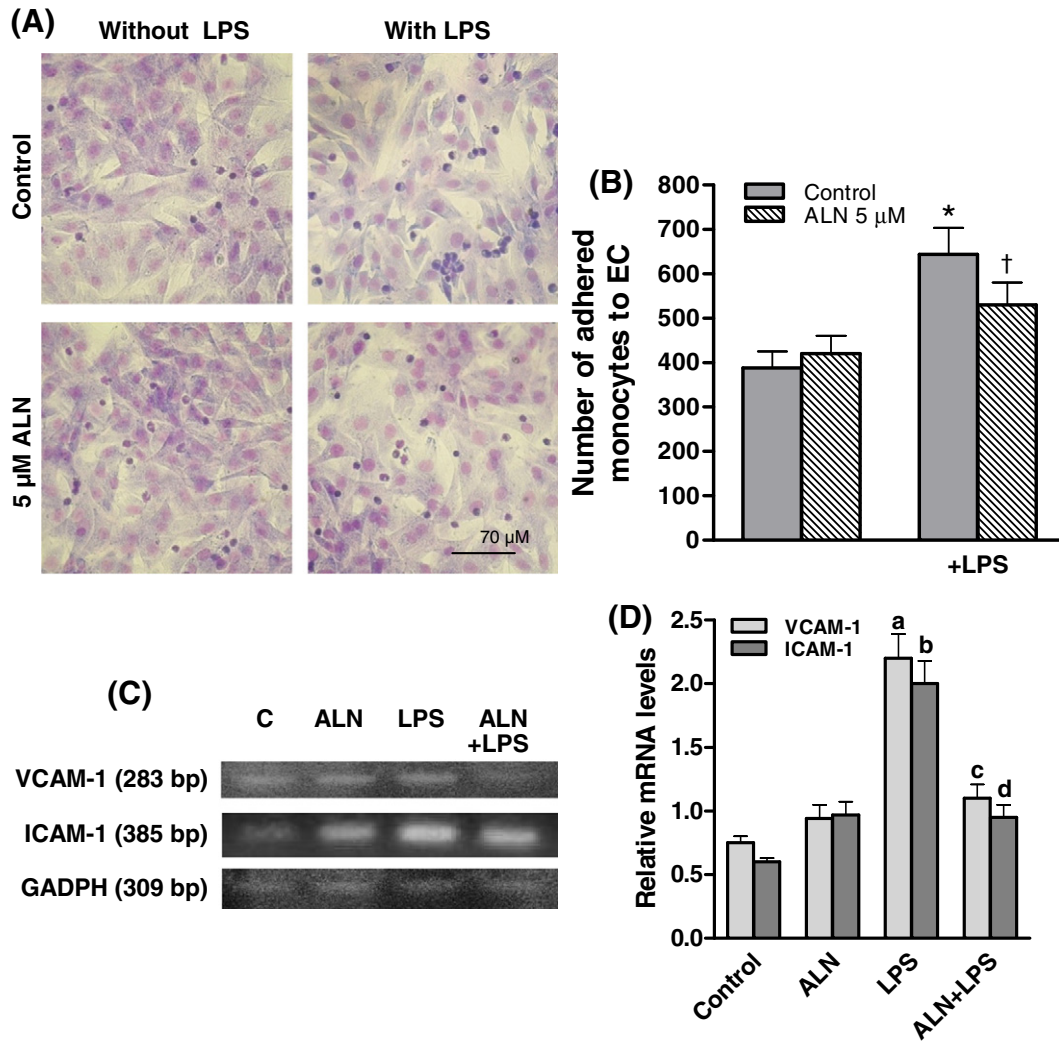 (A)
Without LPS
With LPS
Control
5 μM ALN
70 μM
(B)
Number of adhered
monocytes to EC
800
700
600
500
400
300
200
100
0
Control
ALN 5 μM
*
†
+LPS
(C)
C
ALN
LPS
ALN
+LPS
VCAM-1 (283 bp)
ICAM-1 (385 bp)
GADPH (309 bp)
(D)
Relative mRNA levels
2.5
2.0
1.5
1.0
0.5
0.0
VCAM-1
ICAM-1
a
b
c
d
Control
ALN
LPS
ALN+LPS